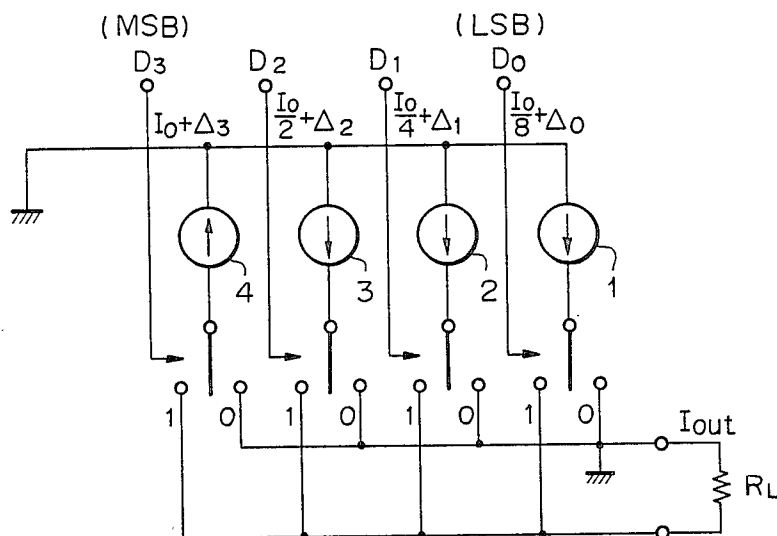 (MSB) (LSB)
D3 D2 D1 D0
I0+Δ3 I0/2+Δ2 I0/4+Δ1 I0/8+Δ0
4 3 2 1
1 0 1 0 1 0 1 0
Iout
RL